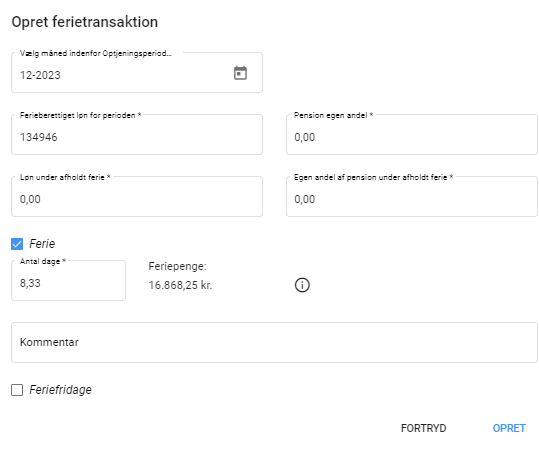 Opret ferietransaktion
Vælg måned indenfor Optjeningsperiod...
12-2023
Ferieberettiget løn for perioden *
134946
Pension egen andel *
0,00
Løn under afholdt ferie *
0,00
Egen andel af pension under afholdt ferie *
0,00
Ferie
Antal dage *
8,33
Feriepenge:
16.868,25 kr.
Kommentar
Feriefridage
FORTRYD
OPRET